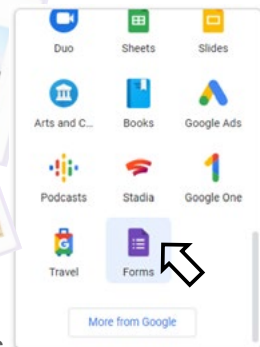 Duo Sheets Slides
Arts and C... Books Google Ads
Podcasts Stadia Google One
Travel Forms
More from Google